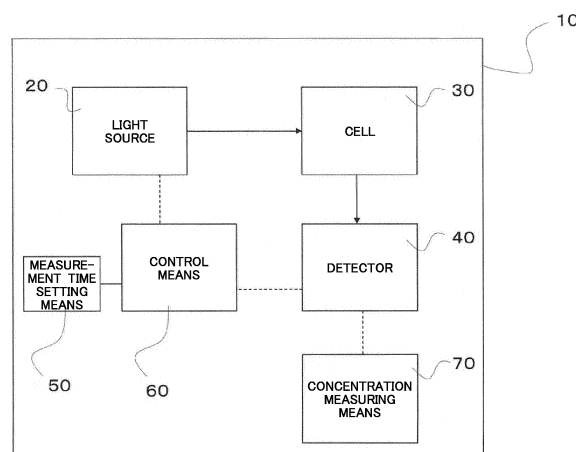 10
20
LIGHT
SOURCE
30
CELL
MEASURE-
MENT TIME
SETTING
MEANS
50
CONTROL
MEANS
60
40
DETECTOR
70
CONCENTRATION
MEASURING
MEANS